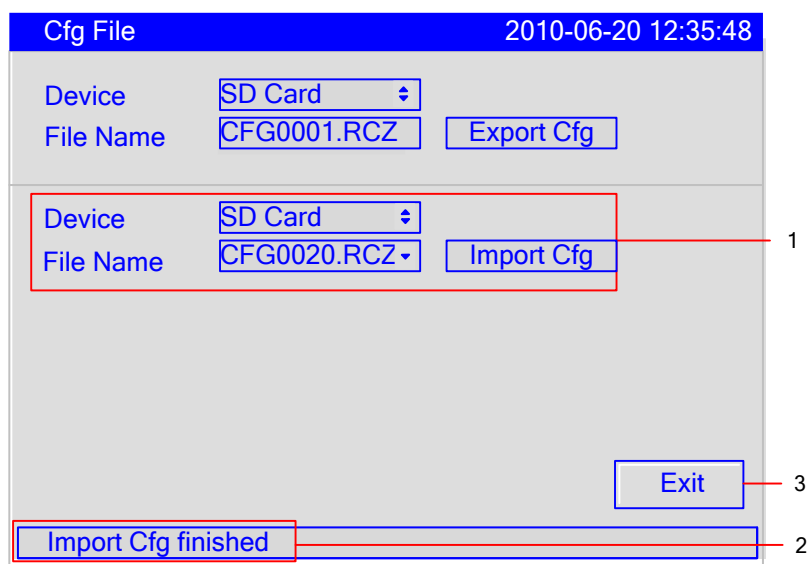 Cfg File 2010-06-20 12:35:48
Device SD Card
File Name CFG0001.RCZ Export Cfg
Device SD Card
1
File Name CFG0020.RCZ Import Cfg
Exit 3
Import Cfg finished 2